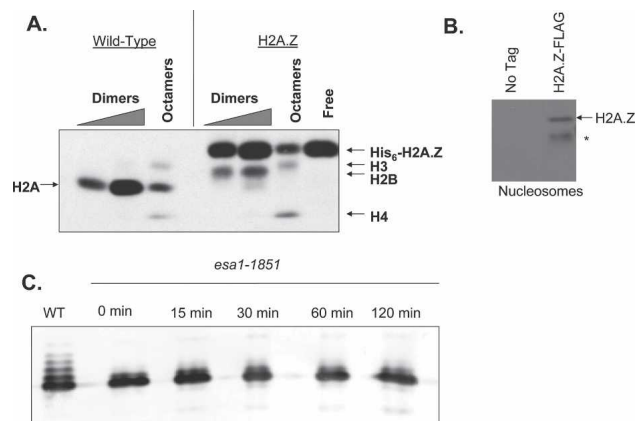 A.
Wild-Type
H2A.Z
Dimers
Octamers
Dimers
Octamers
Free
H2A
His6-H2A.Z
H3
H2B
H4
B.
No Tag
H2A.Z-FLAG
H2A.Z
*
Nucleosomes
C.
esa1-1851
WT
0 min
15 min
30 min
60 min
120 min